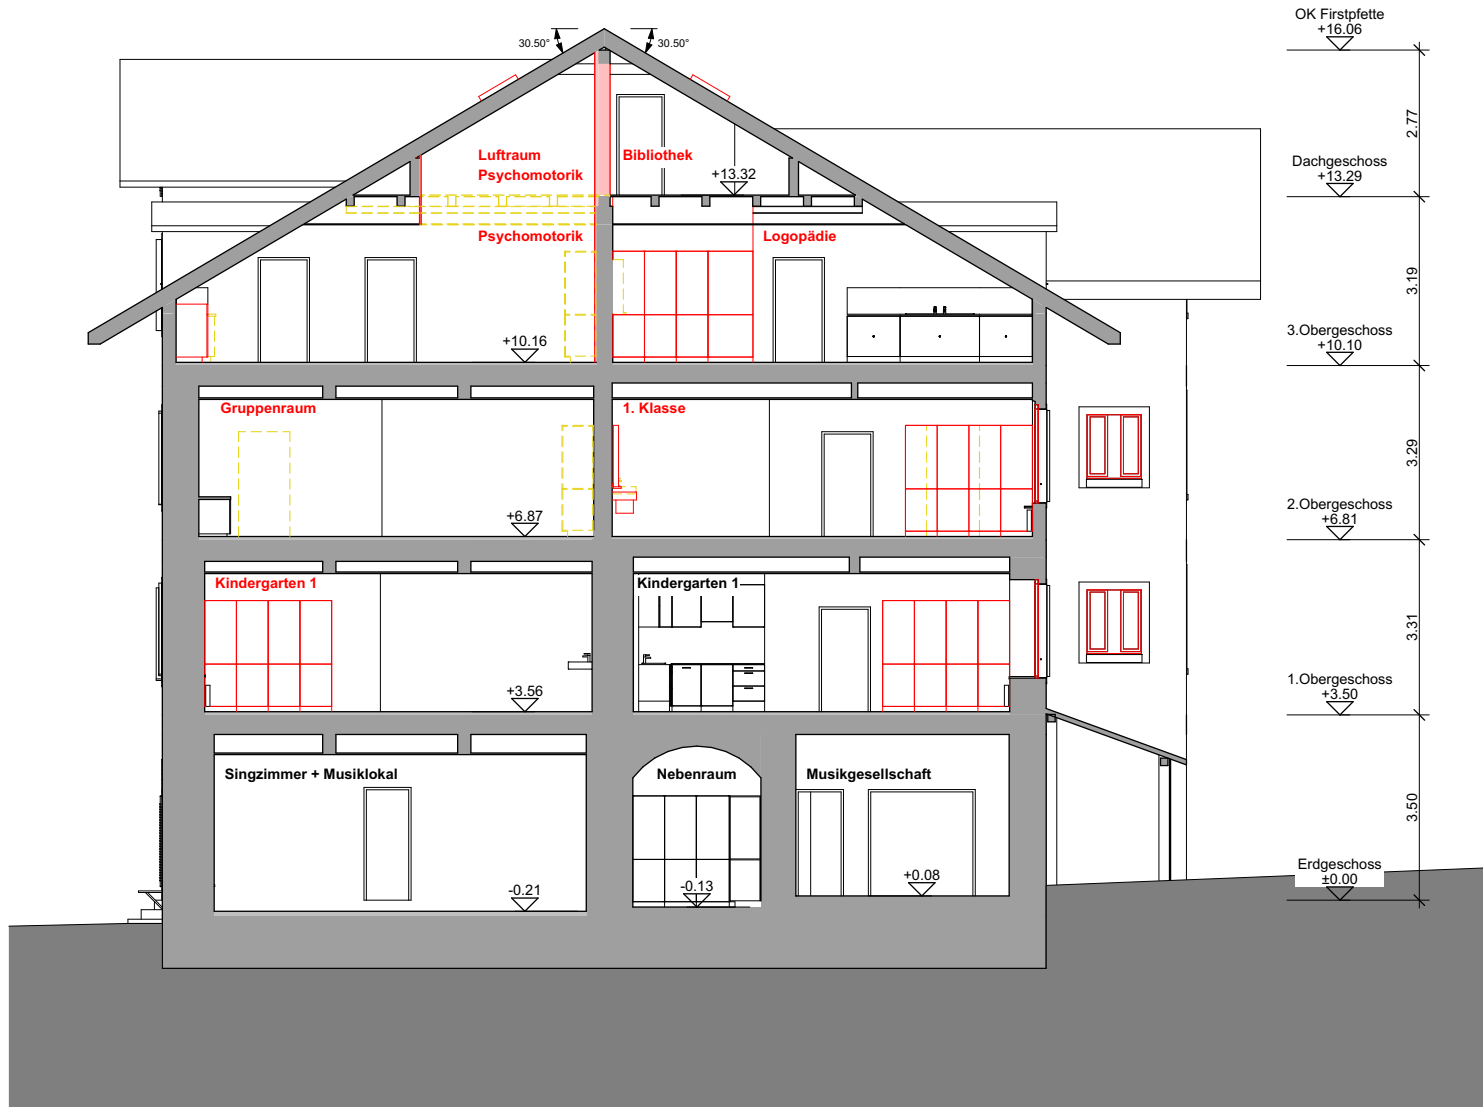 OK Firstpfette
+16.06
30.50°
30.50°
2.77
Luftraum
Psychomotorik
Bibliothek
+13.32
Dachgeschoss
+13.29
Psychomotorik
Logopädie
3.19
+10.16
3.Obergeschoss
+10.10
Gruppenraum
1. Klasse
3.29
+6.87
2.Obergeschoss
+6.81
Kindergarten 1
Kindergarten 1
3.31
+3.56
1.Obergeschoss
+3.50
Singzimmer + Musiklokal
Nebenraum
Musikgesellschaft
3.50
-0.21
-0.13
+0.08
Erdgeschoss
±0.00